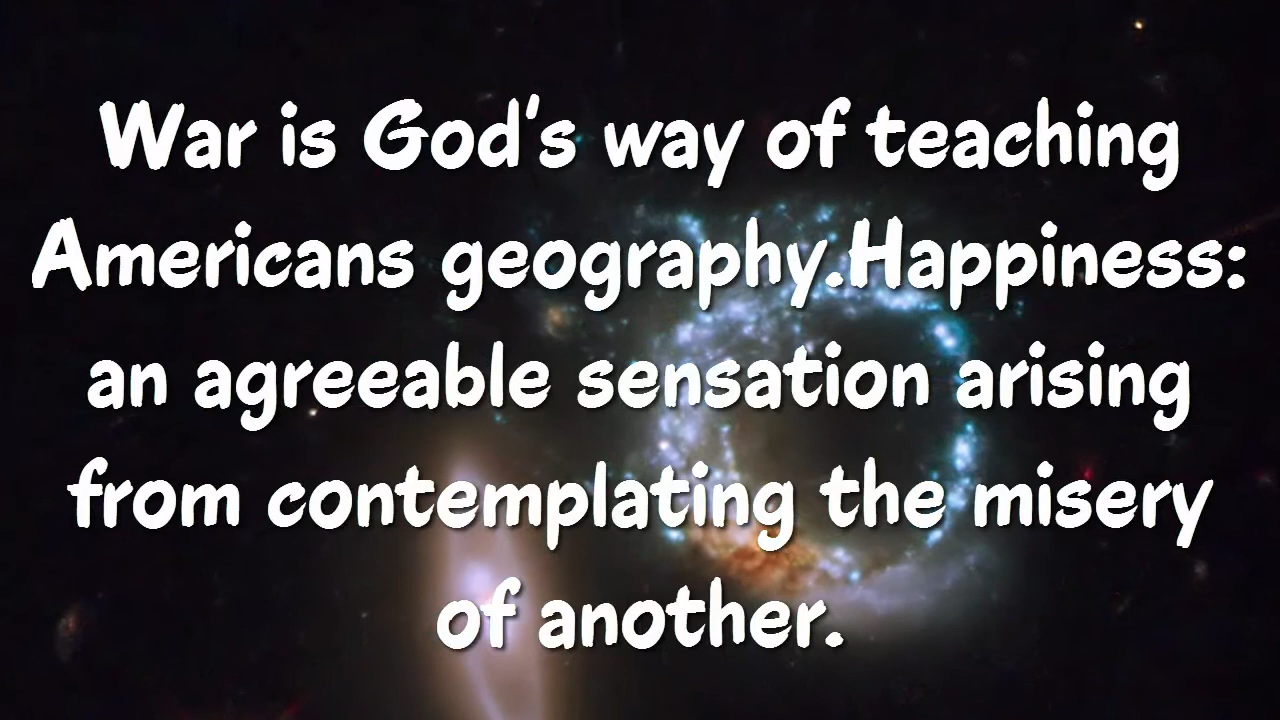 War is God's way of teaching
Americans geography.Happiness:
an agreeable sensation arising
from contemplating the misery
of another.